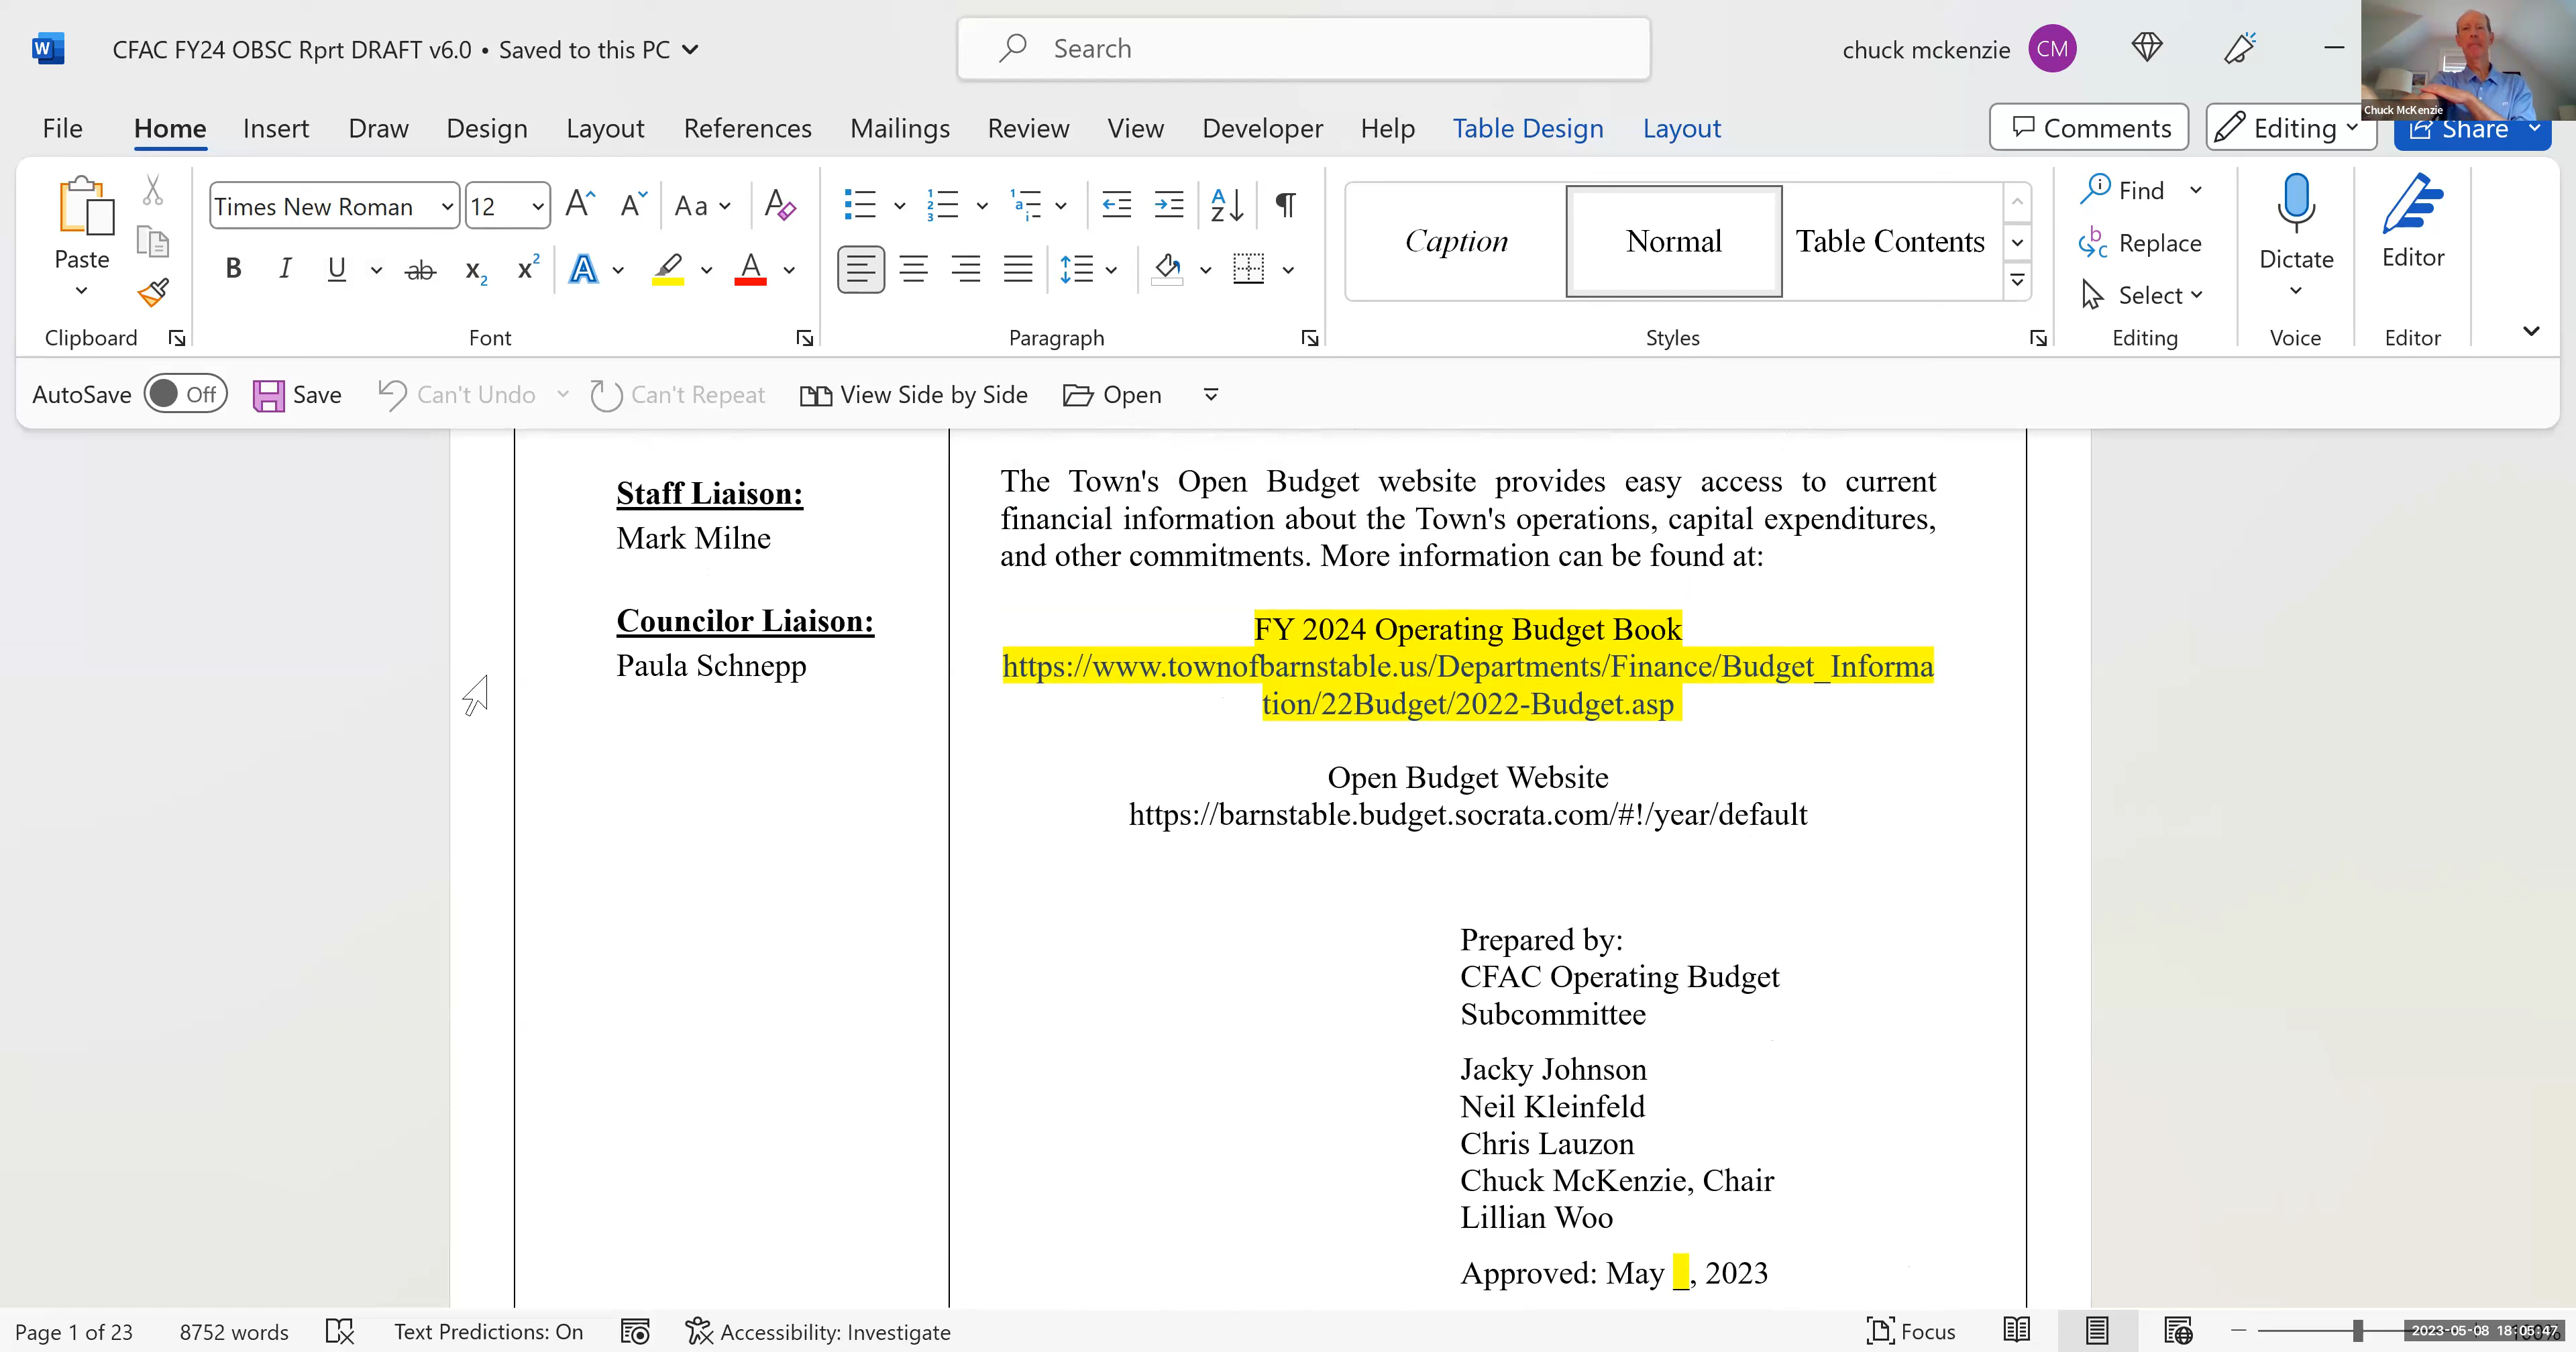 CFAC FY24 OBSC Rprt DRAFT v6.0 • Saved to this PC
Search
chuck mckenzie CM
Chuck McKenzie
File Home Insert Draw Design Layout References Mailings Review View Developer Help Table Design Layout
Comments Editing Share
Paste
Times New Roman 12
Aa
Caption
Normal
Table Contents
Find
Replace
Select
Dictate
Editor
Clipboard
Font
Paragraph
Styles
Editing
Voice
Editor
AutoSave Off Save Can't Undo Can't Repeat View Side by Side Open
Staff Liaison:
Mark Milne
Councilor Liaison:
Paula Schnepp
The Town's Open Budget website provides easy access to current
financial information about the Town's operations, capital expenditures,
and other commitments. More information can be found at:
FY 2024 Operating Budget Book
https://www.townofbarnstable.us/Departments/Finance/Budget_Informa
tion/22Budget/2022-Budget.asp
Open Budget Website
https://barnstable.budget.socrata.com/#!/year/default
Prepared by:
CFAC Operating Budget
Subcommittee
Jacky Johnson
Neil Kleinfeld
Chris Lauzon
Chuck McKenzie, Chair
Lillian Woo
Approved: May _, 2023
Page 1 of 23 8752 words Text Predictions: On Accessibility: Investigate Focus
2023-05-08 18:05:47